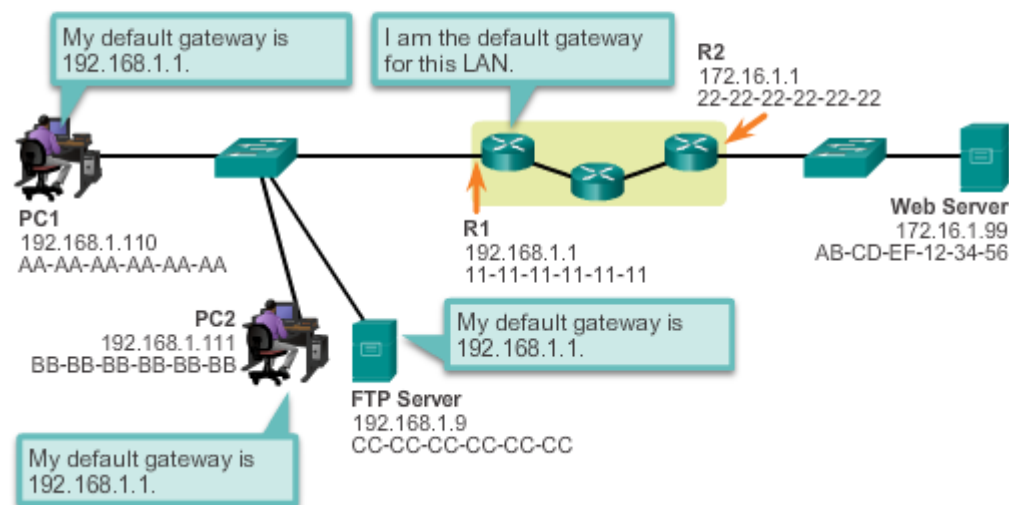 My default gateway is
192.168.1.1.
I am the default gateway
for this LAN.
R2
172.16.1.1
22-22-22-22-22-22
PC1
192.168.1.110
AA-AA-AA-AA-AA-AA
R1
192.168.1.1
11-11-11-11-11-11
Web Server
172.16.1.99
AB-CD-EF-12-34-56
PC2
192.168.1.111
BB-BB-BB-BB-BB-BB
My default gateway is
192.168.1.1.
FTP Server
192.168.1.9
CC-CC-CC-CC-CC-CC
My default gateway is
192.168.1.1.